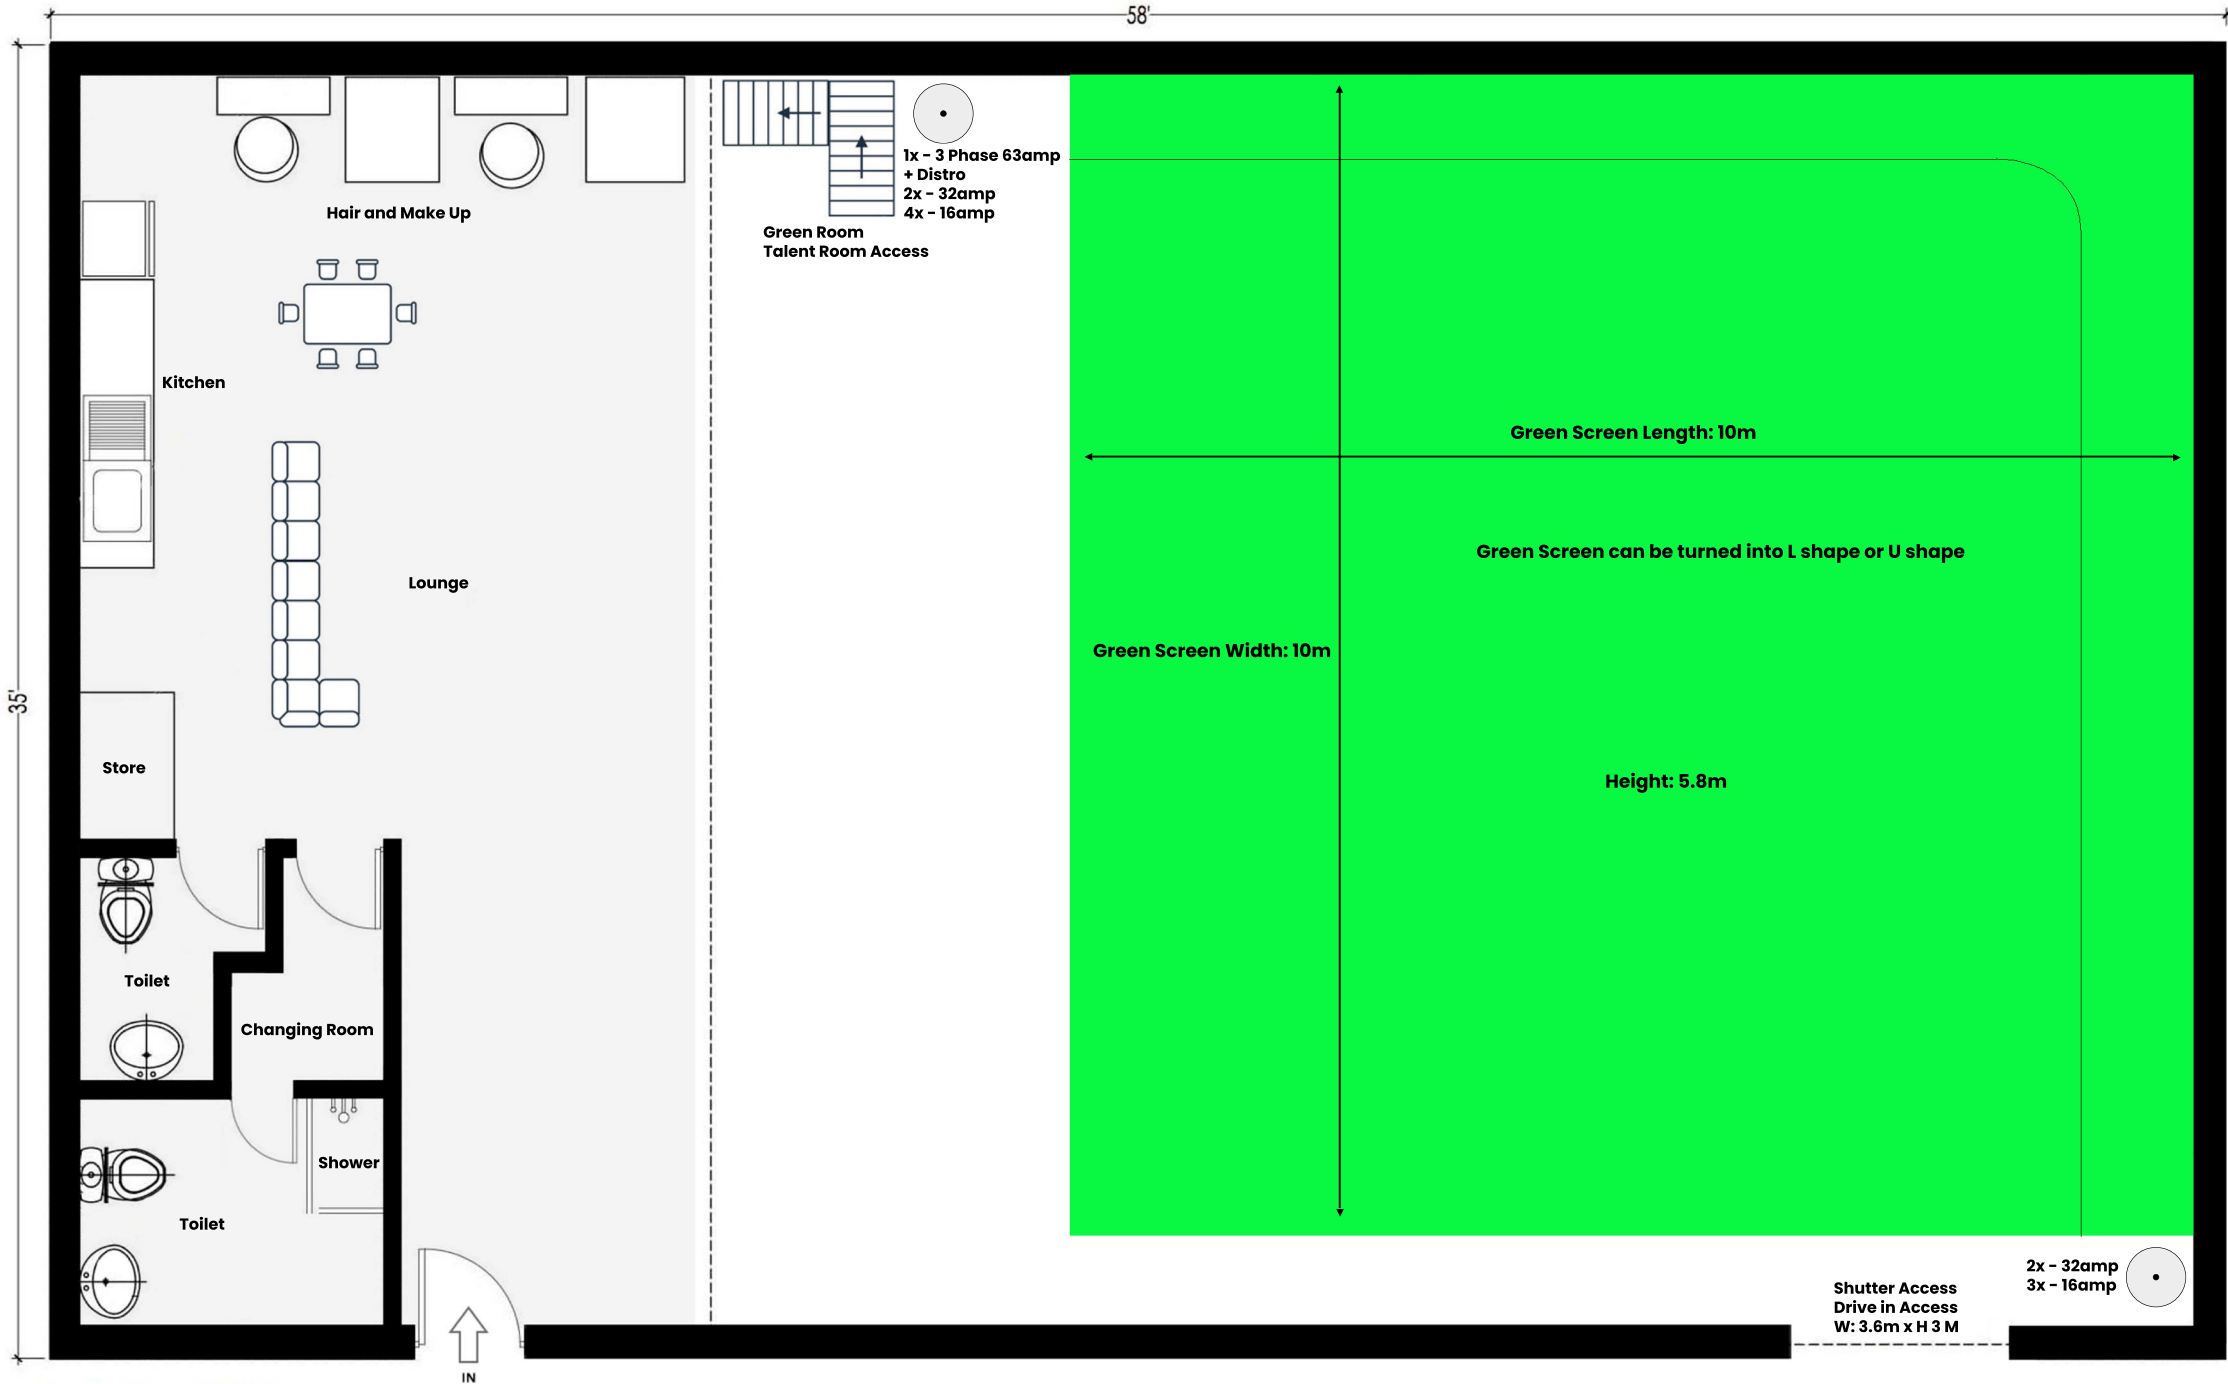 58'
35'
Hair and Make Up
1x - 3 Phase 63amp
+ Distro
2x - 32amp
4x - 16amp
Green Room
Talent Room Access
Kitchen
Green Screen Length: 10m
Green Screen can be turned into L shape or U shape
Lounge
Green Screen Width: 10m
Store
Height: 5.8m
Toilet
Changing Room
Shower
Toilet
2x - 32amp
3x - 16amp
Shutter Access
Drive in Access
W: 3.6m x H 3 M
IN